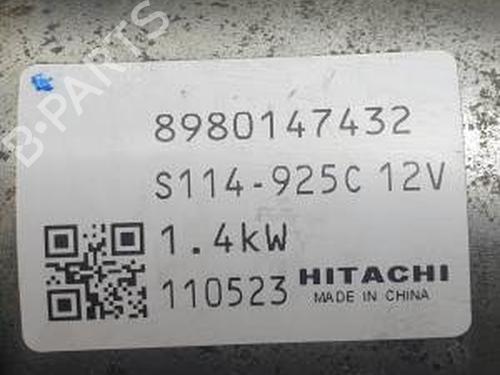 B-PARTS
8980147432
S114-925C 12V
1.4kW
110523 HITACHI
MADE IN CHINA